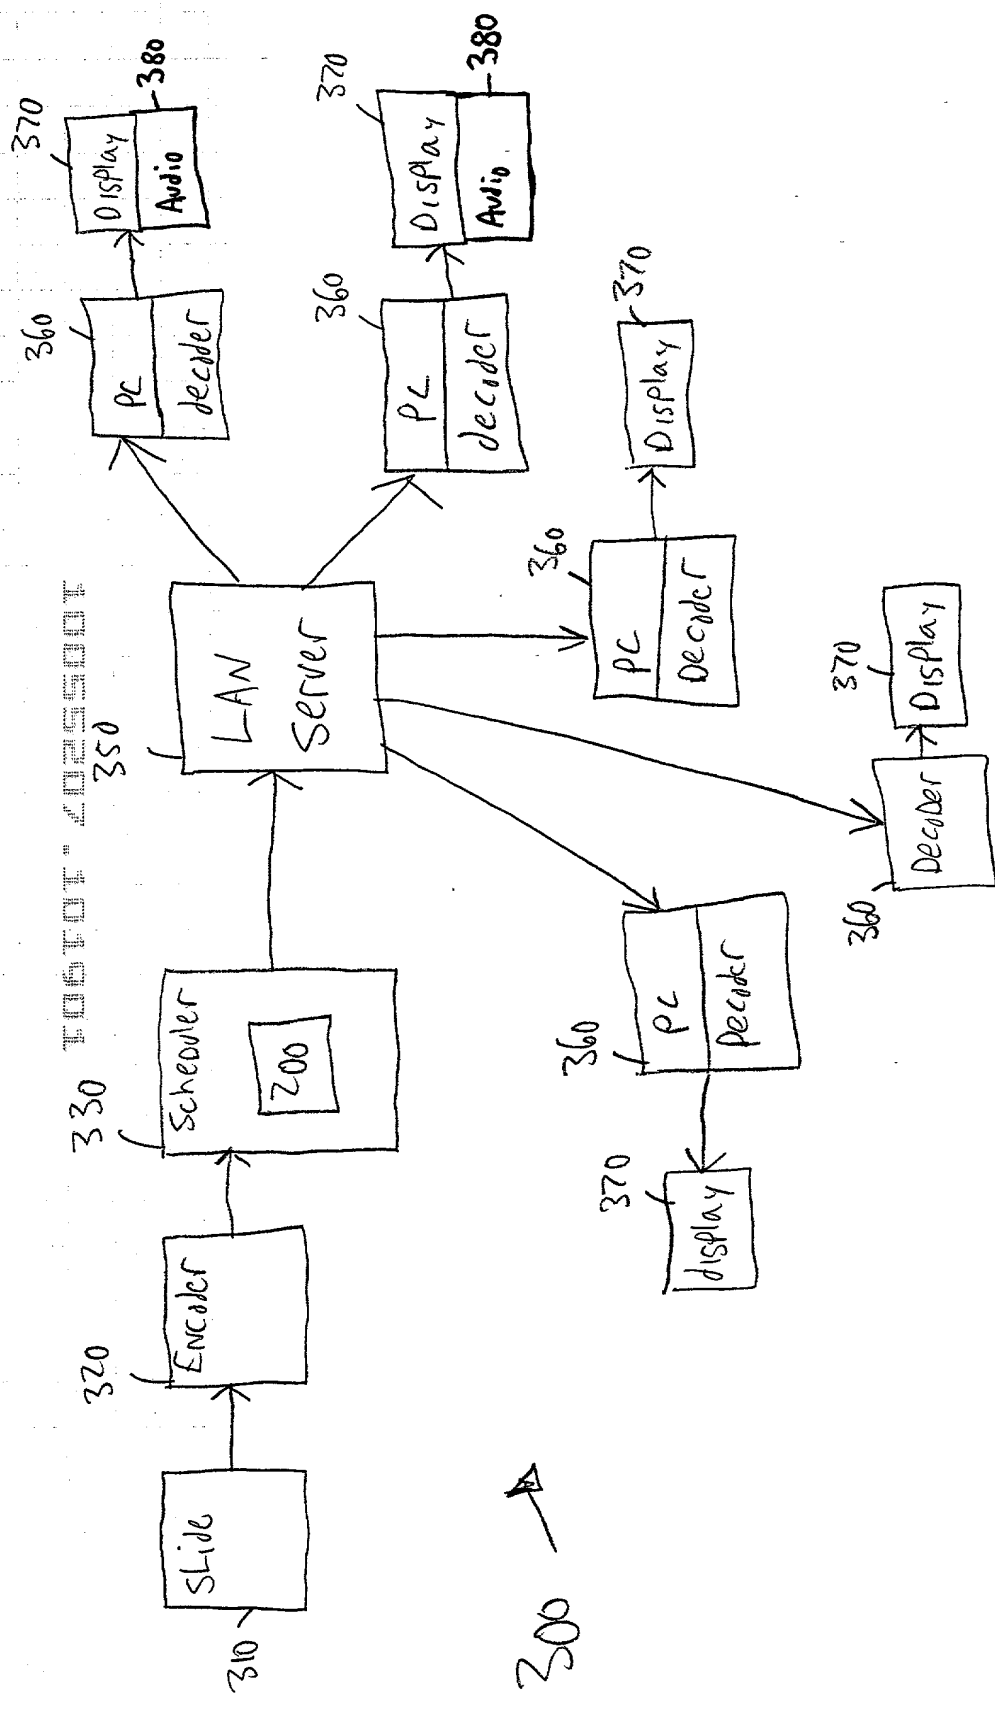 10055207.101901
310
SLide
320
Encoder
330
Scheduler
200
350
LAN
Server
360
PC
decoder
370
Display
380
Audio
360
PC
decoder
370
Display
380
Audio
360
PC
Decoder
370
Display
360
Decoder
370
Display
360
PC
Decoder
370
display
300